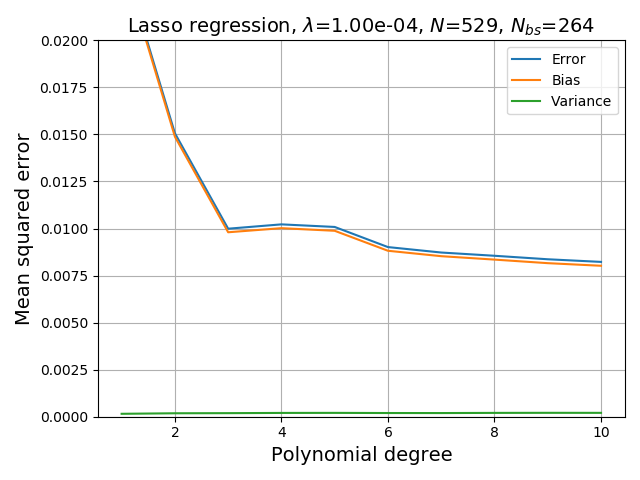 Lasso regression, λ=1.00e-04, N=529, N_bs=264
Mean squared error
0.0200
0.0175
0.0150
0.0125
0.0100
0.0075
0.0050
0.0025
0.0000
Error
Bias
Variance
2 4 6 8 10
Polynomial degree